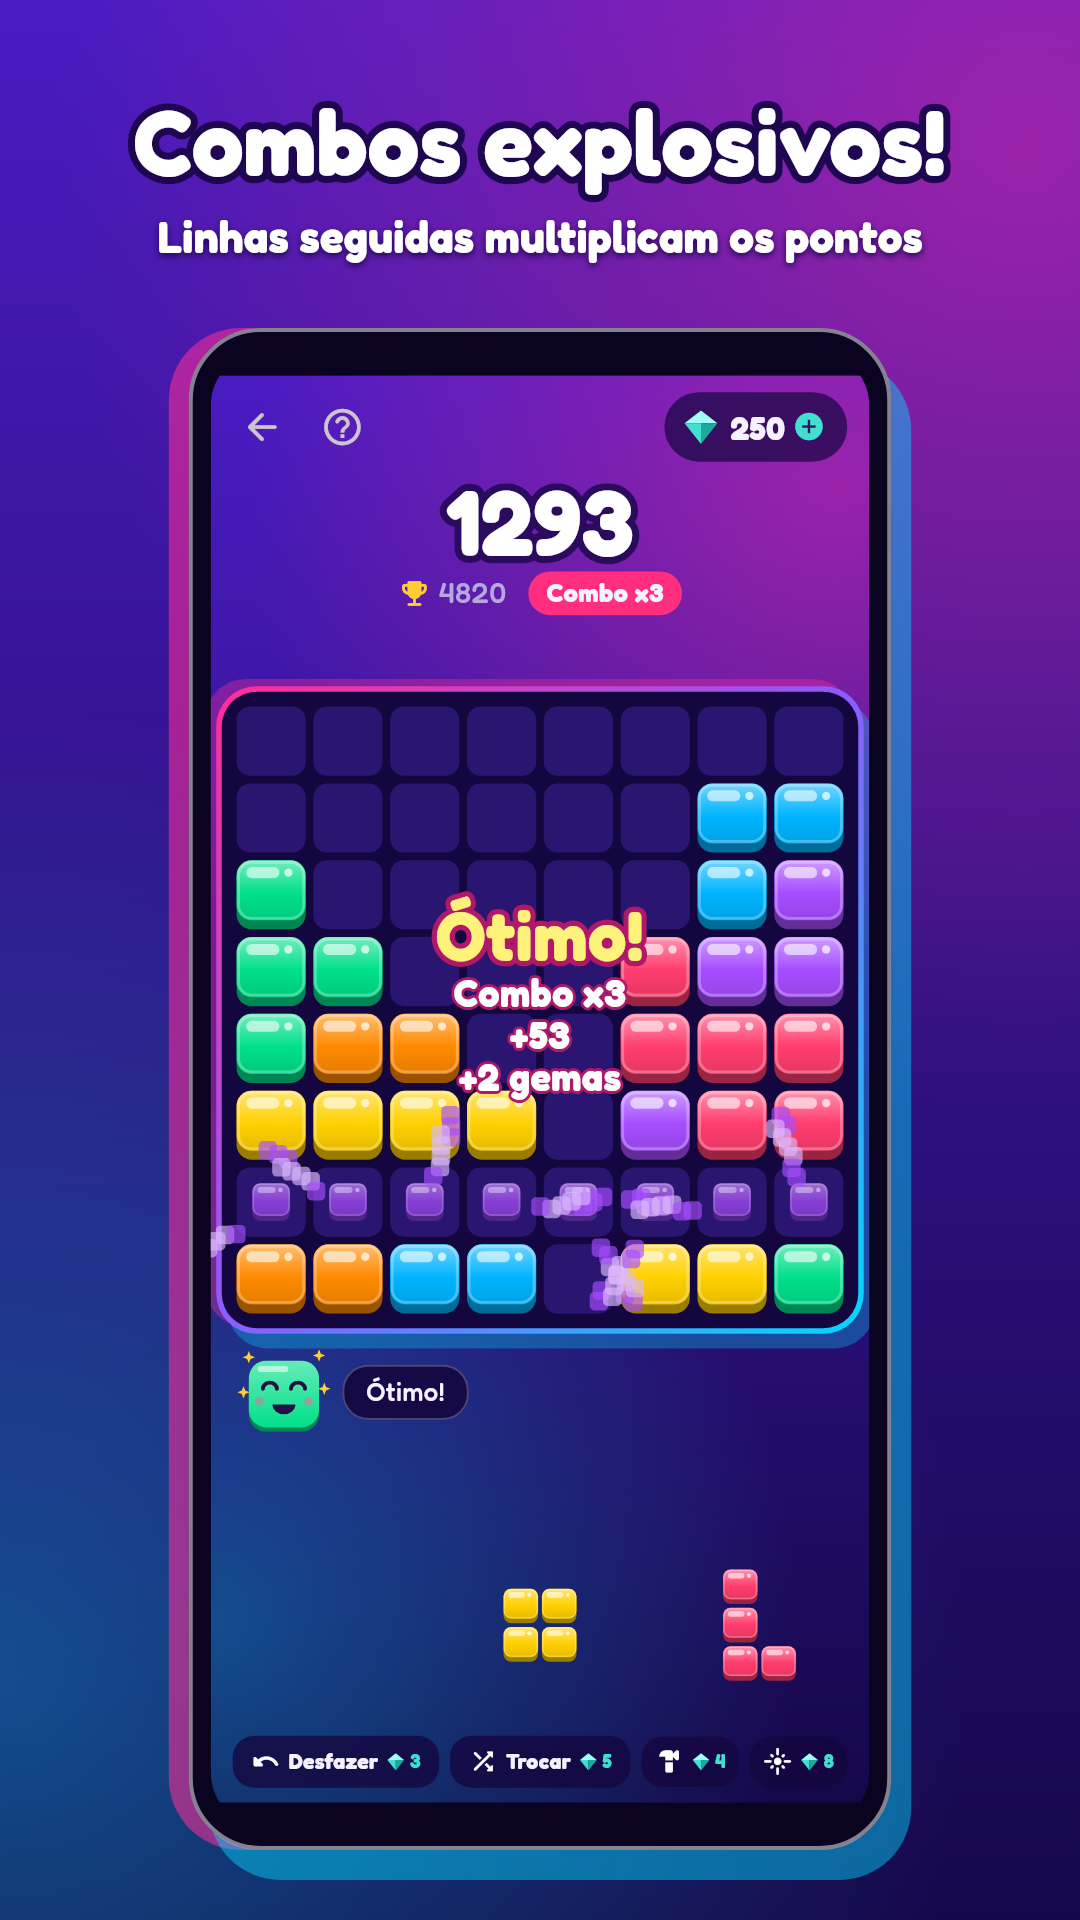 Combos explosivos!
Linhas seguidas multiplicam os pontos
250
1293
4820 Combo x3
Ótimo!
Combo x3
+53
+2 gemas
Ótimo!
Desfazer 3 Trocar 5 4 8